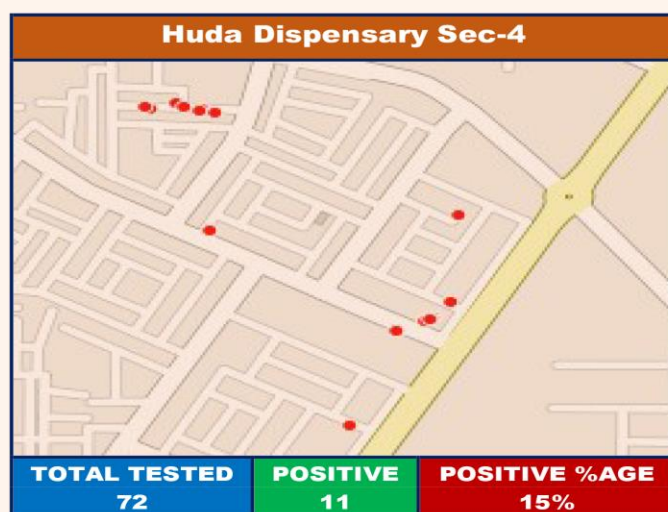 Huda Dispensary Sec-4
TOTAL TESTED POSITIVE POSITIVE %AGE
72 11 15%